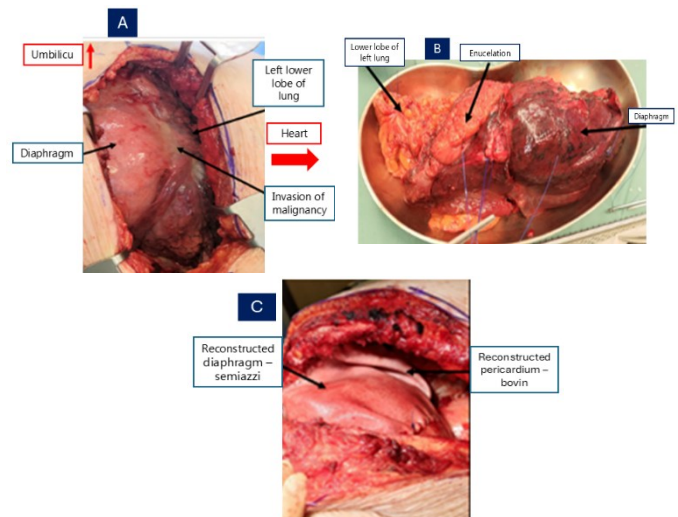 A
Umbilicu
Left lower
lobe of
lung
Heart
Diaphragm
Invasion of
malignancy
B
Lower lobe of
left lung
Enucelation
Diaphragm
C
Reconstructed
diaphragm –
semiazzi
Reconstructed
pericardium –
bovin